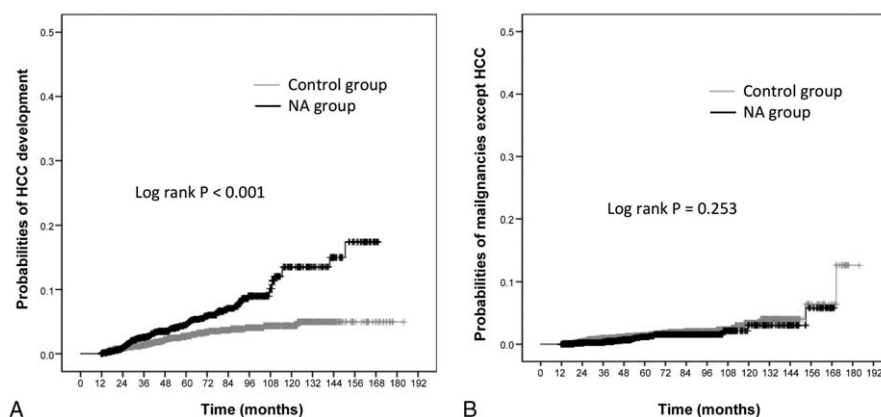 0.5
0.4
0.3
0.2
0.1
0.0
Probabilities of HCC development
Control group
NA group
Log rank P < 0.001
0 12 24 36 48 60 72 84 96 108 120 132 144 156 168 180 192
Time (months)
A
0.5
0.4
0.3
0.2
0.1
0.0
Probabilities of mailgnancies except HCC
Control group
NA group
Log rank P = 0.253
0 12 24 36 48 60 72 84 96 108 120 132 144 156 168 180 192
Time (months)
B